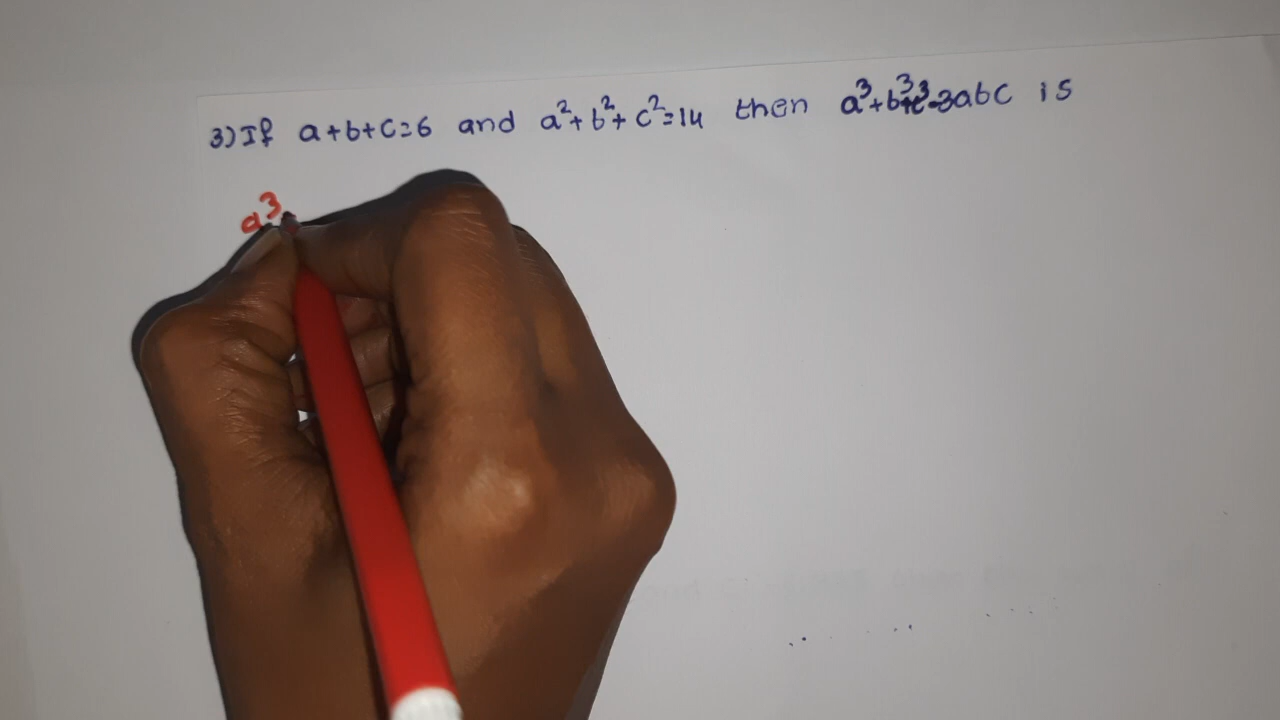 3) If a+b+c=6 and a²+b²+c²=14 then a³+b³+c³-3abc is
a³